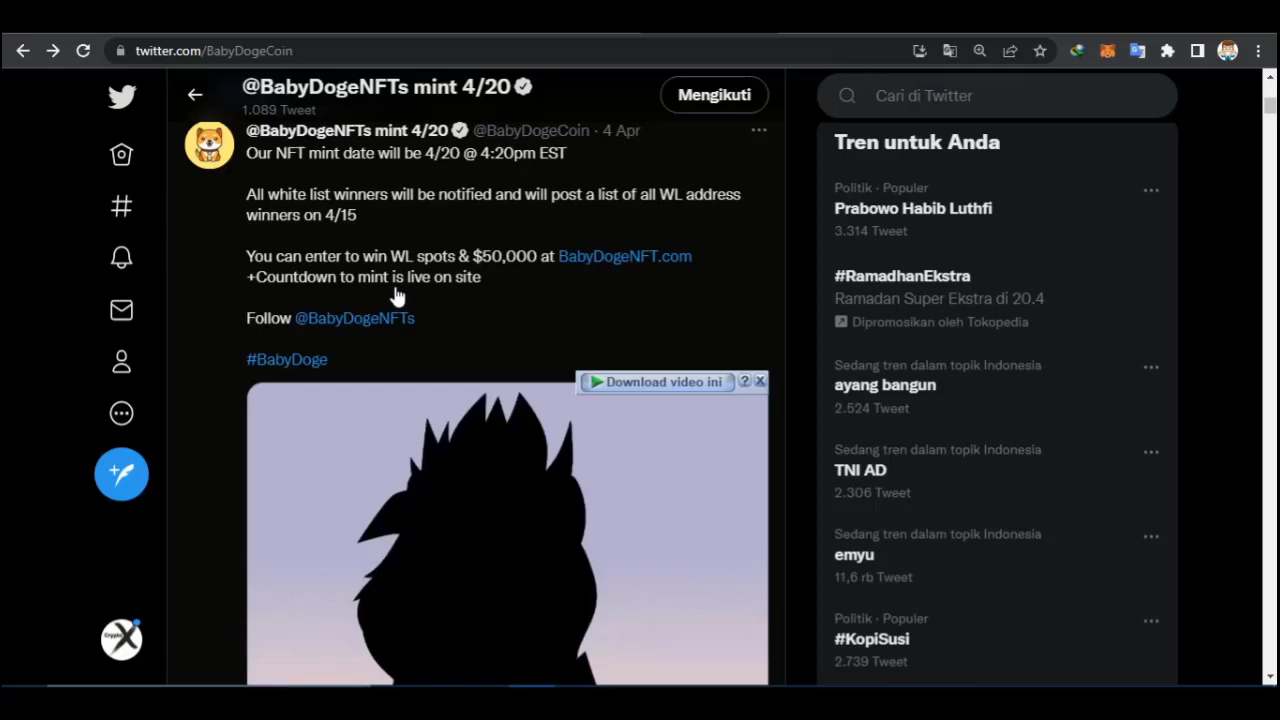 twitter.com/BabyDogeCoin
@BabyDogeNFTs mint 4/20
1.089 Tweet
Mengikuti
@BabyDogeNFTs mint 4/20 @BabyDogeCoin · 4 Apr
Our NFT mint date will be 4/20 @ 4:20pm EST
All white list winners will be notified and will post a list of all WL address
winners on 4/15
You can enter to win WL spots & $50,000 at BabyDogeNFT.com
+Countdown to mint is live on site
Follow @BabyDogeNFTs
#BabyDoge
Download video ini
Cari di Twitter
Tren untuk Anda
Politik · Populer
Prabowo Habib Luthfi
3.314 Tweet
#RamadhanEkstra
Ramadan Super Ekstra di 20.4
Dipromosikan oleh Tokopedia
Sedang tren dalam topik Indonesia
ayang bangun
2.524 Tweet
Sedang tren dalam topik Indonesia
TNI AD
2.306 Tweet
Sedang tren dalam topik Indonesia
emyu
11,6 rb Tweet
Politik · Populer
#KopiSusi
2.739 Tweet